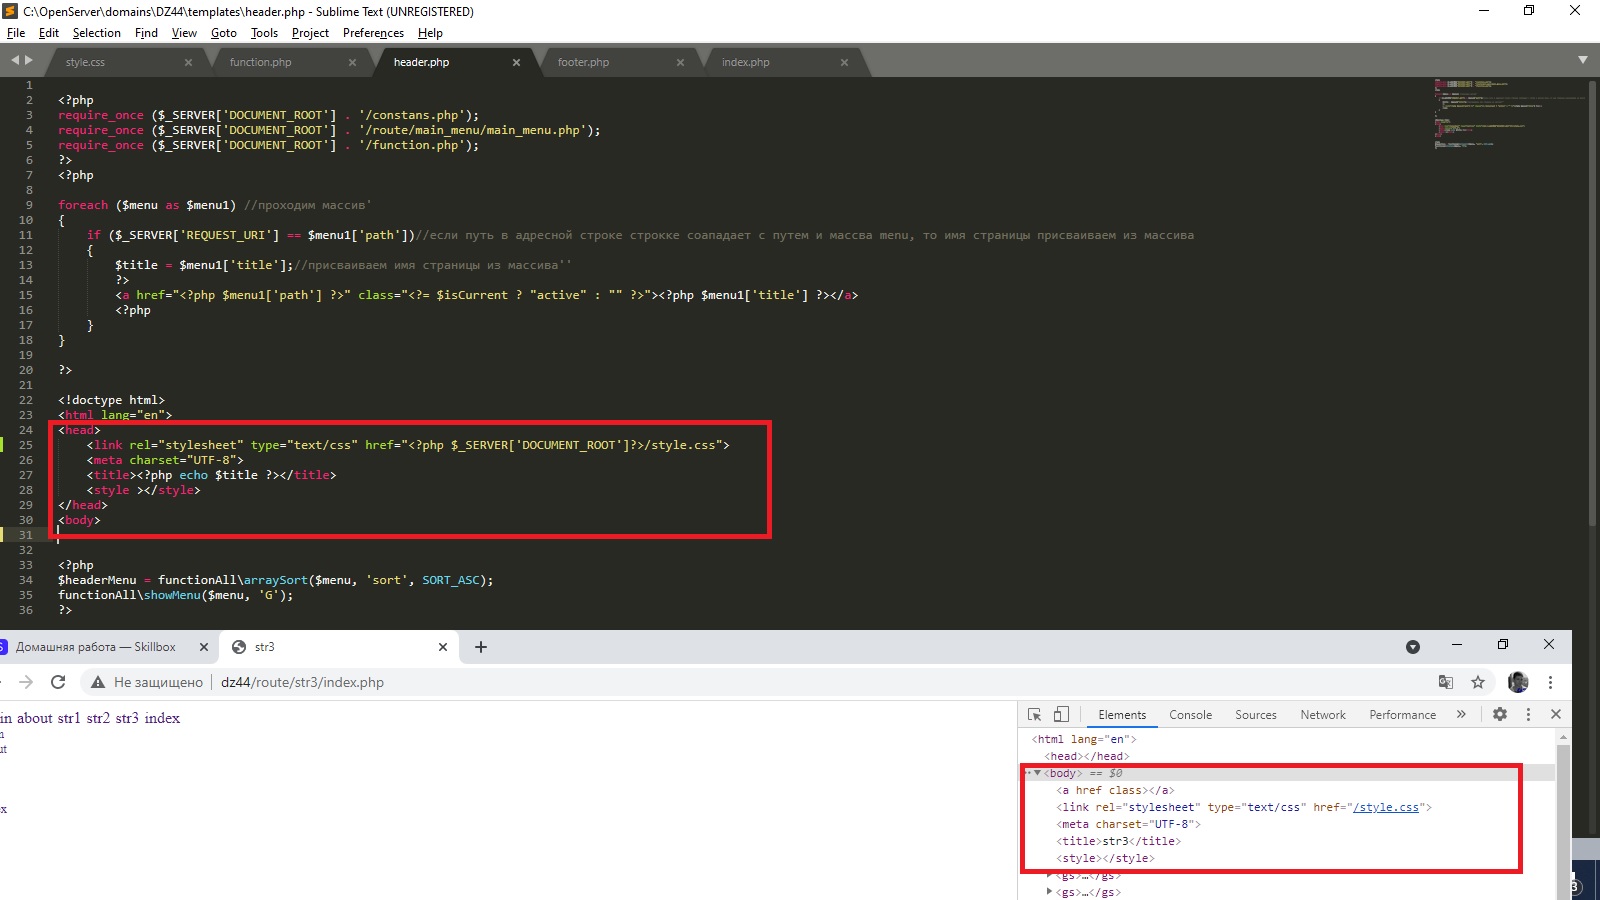 C:\OpenServer\domains\DZ44\templates\header.php - Sublime Text (UNREGISTERED)
File Edit Selection Find View Goto Tools Project Preferences Help
style.css function.php header.php footer.php index.php
1
2 <?php
3 require_once ($_SERVER['DOCUMENT_ROOT'] . '/constans.php');
4 require_once ($_SERVER['DOCUMENT_ROOT'] . '/route/main_menu/main_menu.php');
5 require_once ($_SERVER['DOCUMENT_ROOT'] . '/function.php');
6 ?>
7 <?php
8
9 foreach ($menu as $menu1) //проходим массив'
10 {
11 if ($_SERVER['REQUEST_URI'] == $menu1['path'])//если путь в адресной строке строкке соападает с путем и массва menu, то имя страницы присваиваем из массива
12 {
13 $title = $menu1['title'];//присваиваем имя страницы из массива''
14 ?>
15 <a href="<?php $menu1['path'] ?>" class="<?= $isCurrent ? "active" : "" ?>"><?php $menu1['title'] ?></a>
16 <?php
17 }
18 }
19
20 ?>
21
22 <!doctype html>
23 <html lang="en">
24 <head>
25 <link rel="stylesheet" type="text/css" href="<?php $_SERVER['DOCUMENT_ROOT']?>/style.css">
26 <meta charset="UTF-8">
27 <title><?php echo $title ?></title>
28 <style ></style>
29 </head>
30 <body>
31
32
33 <?php
34 $headerMenu = functionAll\arraySort($menu, 'sort', SORT_ASC);
35 functionAll\showMenu($menu, 'G');
36 ?>
Домашняя работа — Skillbox str3
Не защищено dz44/route/str3/index.php
in about str1 str2 str3 index
n
ut
x
Elements Console Sources Network Performance »
<html lang="en">
<head></head>
<body> == $0
<a href class></a>
<link rel="stylesheet" type="text/css" href="/style.css">
<meta charset="UTF-8">
<title>str3</title>
<style></style>
<gs>…</gs>
<gs>…</gs>
3